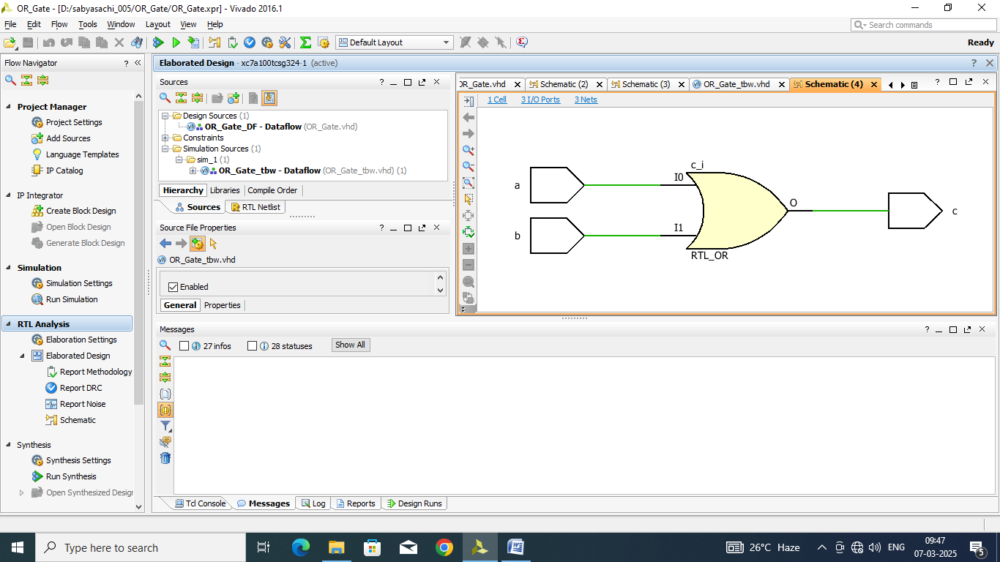 OR_Gate - [D:/sabyasachi_005/OR_Gate/OR_Gate.xpr] - Vivado 2016.1
File Edit Flow Tools Window Layout View Help
Search commands
Default Layout
Ready
Flow Navigator
Project Manager
Project Settings
Add Sources
Language Templates
IP Catalog
IP Integrator
Create Block Design
Open Block Design
Generate Block Design
Simulation
Simulation Settings
Run Simulation
RTL Analysis
Elaboration Settings
Elaborated Design
Report Methodology
Report DRC
Report Noise
Schematic
Synthesis
Synthesis Settings
Run Synthesis
Open Synthesized Design
Elaborated Design - xc7a100tcsg324-1 (active)
Sources
Design Sources (1)
OR_Gate_DF - Dataflow (OR_Gate.vhd)
Constraints
Simulation Sources (1)
sim_1 (1)
OR_Gate_tbw - Dataflow (OR_Gate_tbw.vhd) (1)
Hierarchy Libraries Compile Order
Sources RTL Netlist
Source File Properties
OR_Gate_tbw.vhd
Enabled
General Properties
OR_Gate.vhd Schematic (2) Schematic (3) OR_Gate_tbw.vhd Schematic (4)
1 Cell 3 I/O Ports 3 Nets
c_i
a I0
O
c
b I1
RTL_OR
Messages
27 infos 28 statuses Show All
Tcl Console Messages Log Reports Design Runs
Type here to search
26°C Haze
ENG
09:47
07-03-2025
5